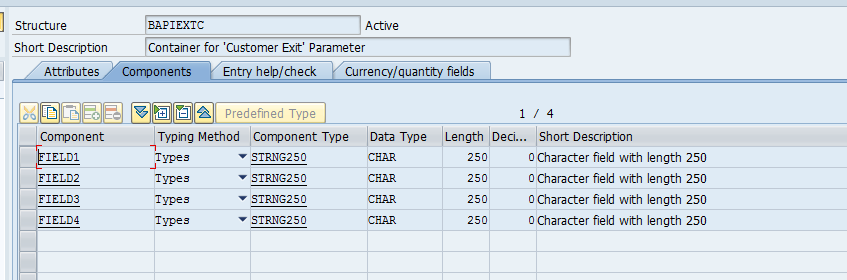 Structure BAPIEXTC Active
Short Description Container for 'Customer Exit' Parameter
Attributes Components Entry help/check Currency/quantity fields
Predefined Type 1 / 4
Component Typing Method Component Type Data Type Length Deci... Short Description
FIELD1 Types STRNG250 CHAR 250 0 Character field with length 250
FIELD2 Types STRNG250 CHAR 250 0 Character field with length 250
FIELD3 Types STRNG250 CHAR 250 0 Character field with length 250
FIELD4 Types STRNG250 CHAR 250 0 Character field with length 250